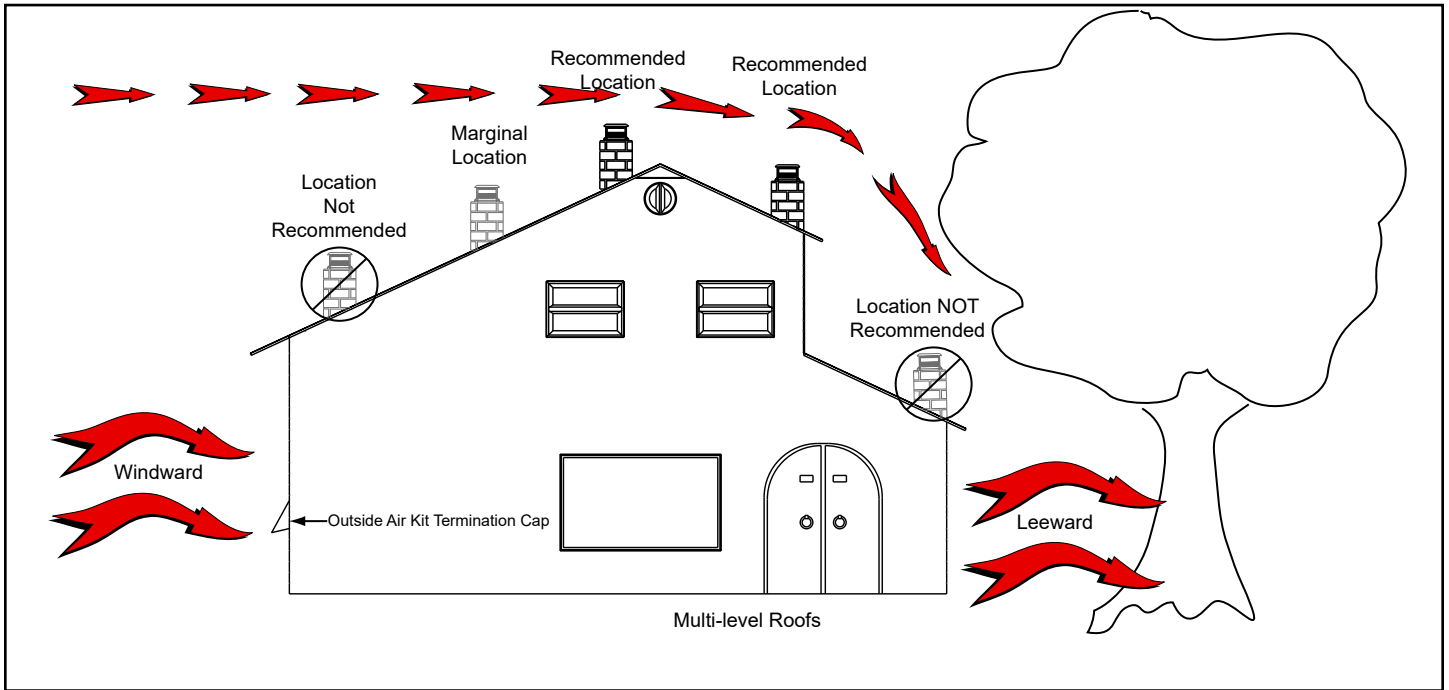 Recommended
Location
Recommended
Location
Marginal
Location
Location
Not
Recommended
Location NOT
Recommended
Windward
Outside Air Kit Termination Cap
Leeward
Multi-level Roofs